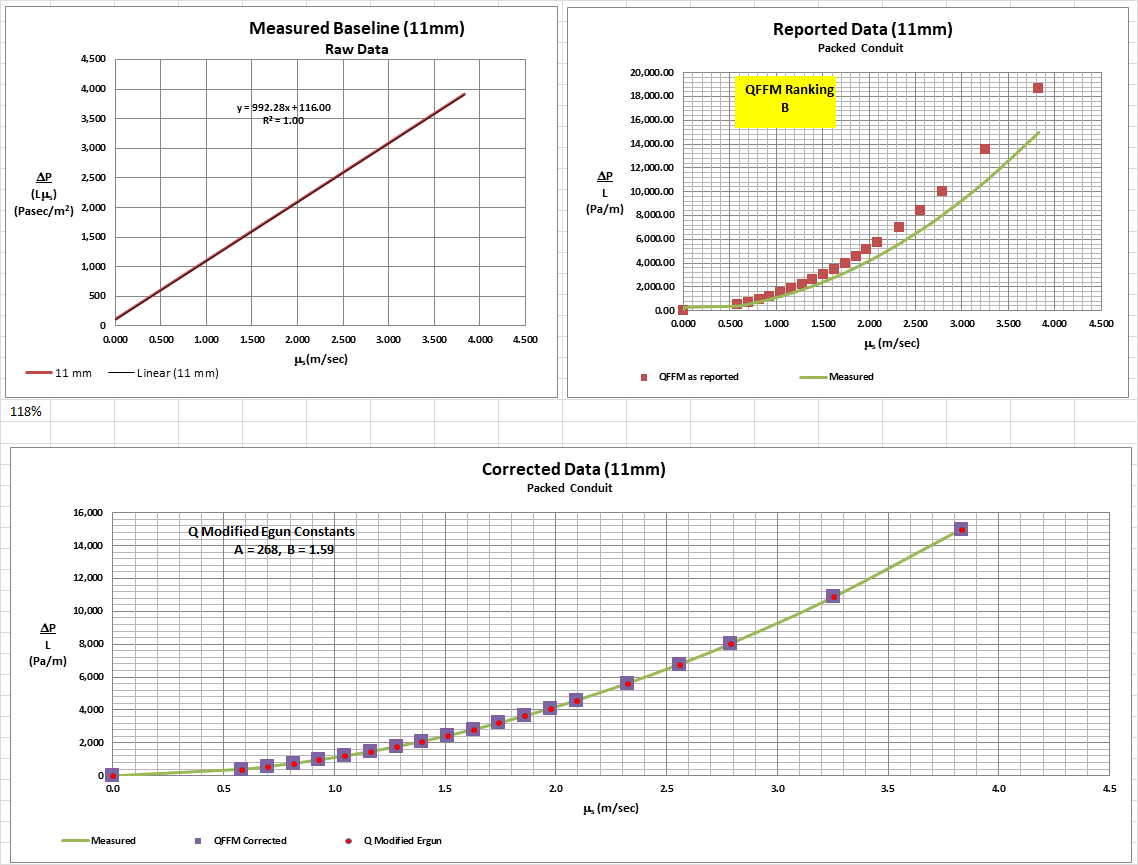 Measured Baseline (11mm)
Raw Data
4,500
4,000
3,500
3,000
2,500
2,000
1,500
1,000
500
0
y = 992.28x + 116.00
R² = 1.00
ΔP
(Lμs)
(Pasec/m²)
0.000 0.500 1.000 1.500 2.000 2.500 3.000 3.500 4.000 4.500
μs(m/sec)
11 mm Linear (11 mm)
Reported Data (11mm)
Packed Conduit
20,000.00
18,000.00
16,000.00
14,000.00
12,000.00
10,000.00
8,000.00
6,000.00
4,000.00
2,000.00
0.00
QFFM Ranking
B
ΔP
L
(Pa/m)
0.000 0.500 1.000 1.500 2.000 2.500 3.000 3.500 4.000 4.500
μs (m/sec)
QFFM as reported Measured
118%
Corrected Data (11mm)
Packed Conduit
16,000
14,000
12,000
10,000
8,000
6,000
4,000
2,000
0
Q Modified Egun Constants
A = 268, B = 1.59
ΔP
L
(Pa/m)
0.0 0.5 1.0 1.5 2.0 2.5 3.0 3.5 4.0 4.5
μs (m/sec)
Measured QFFM Corrected Q Modified Ergun